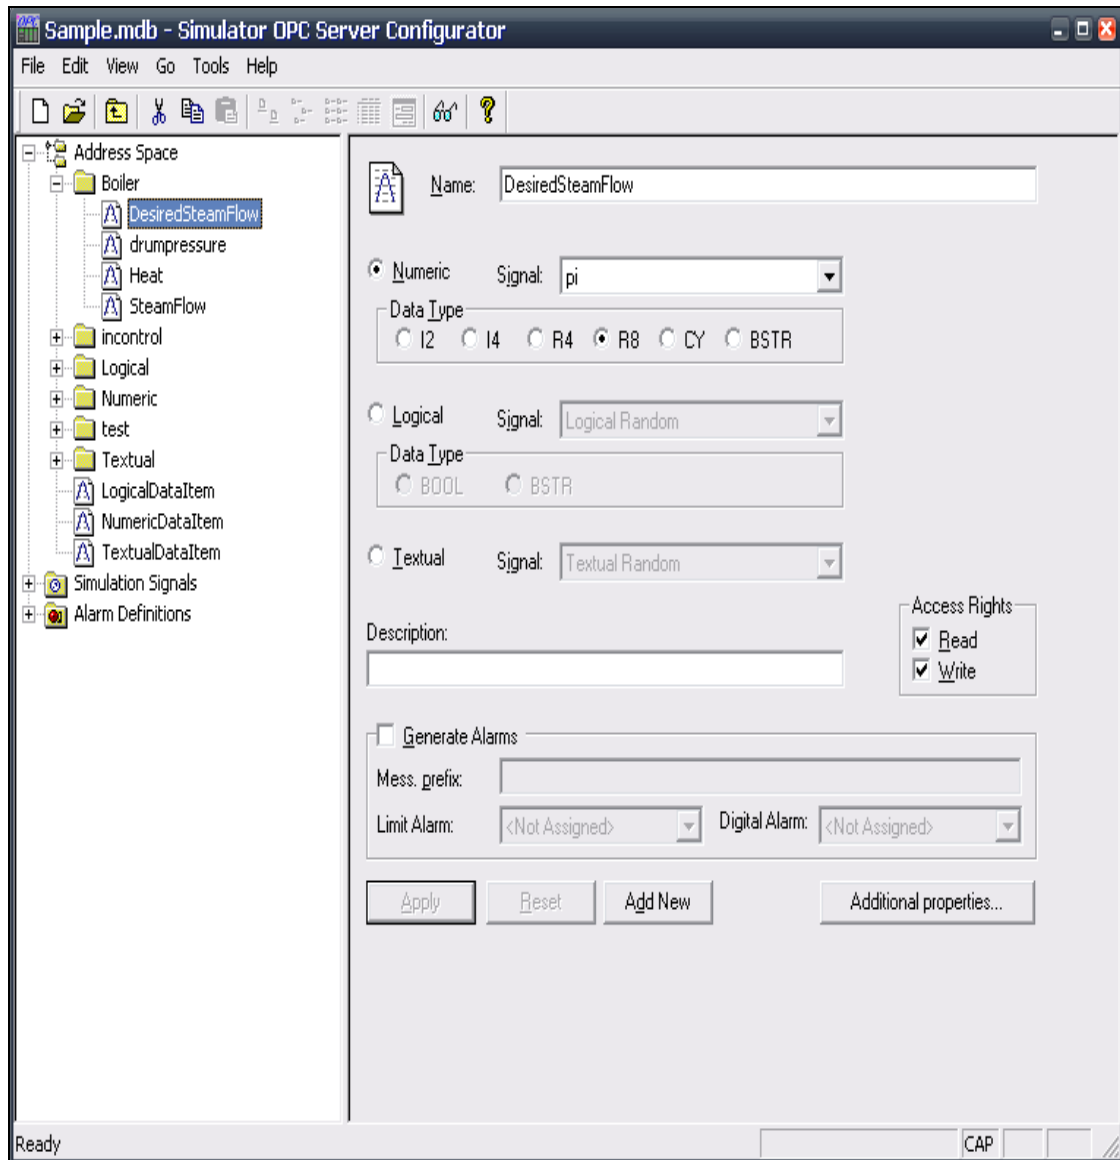 Sample.mdb - Simulator OPC Server Configurator
File Edit View Go Tools Help
Address Space
Boiler
DesiredSteamFlow
drumpressure
Heat
SteamFlow
incontrol
Logical
Numeric
test
Textual
LogicalDataItem
NumericDataItem
TextualDataItem
Simulation Signals
Alarm Definitions
Name: DesiredSteamFlow
Numeric Signal: pi
Data Type
I2 I4 R4 R8 CY BSTR
Logical Signal: Logical Random
Data Type
BOOL BSTR
Textual Signal: Textual Random
Access Rights
Read
Write
Description:
Generate Alarms
Mess. prefix:
Limit Alarm: <Not Assigned> Digital Alarm: <Not Assigned>
Apply Reset Add New Additional properties...
Ready CAP